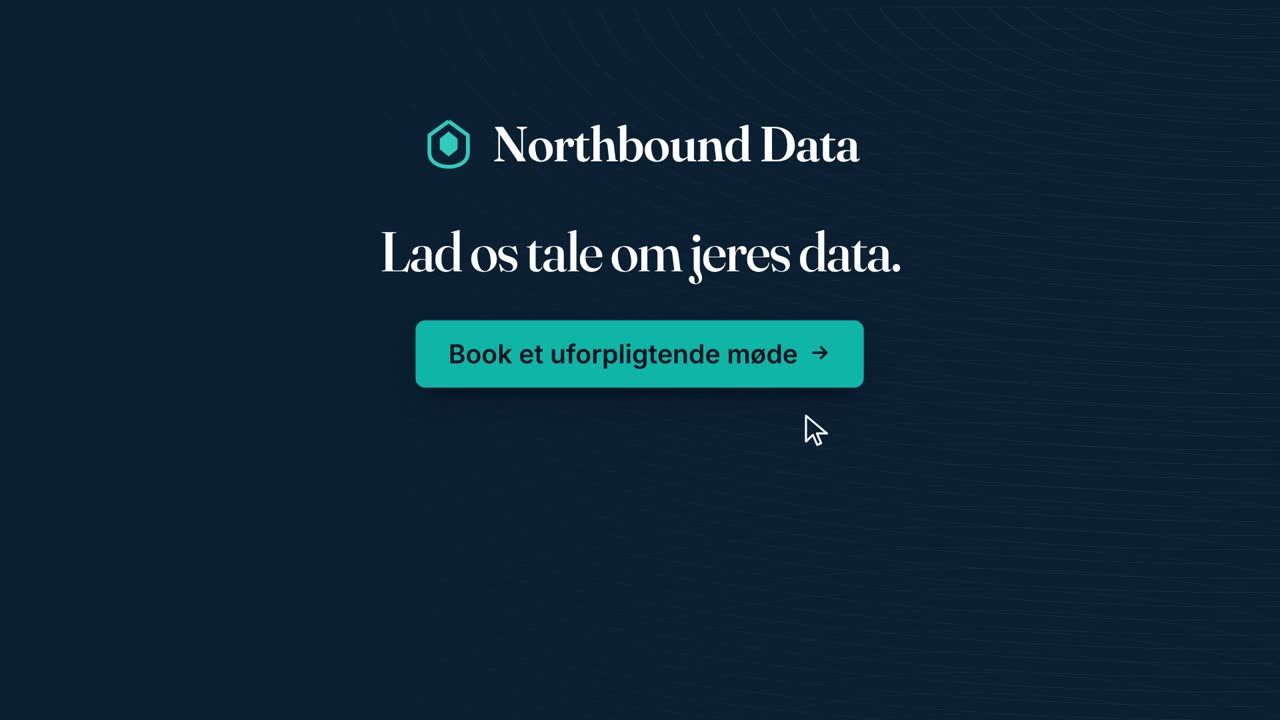 Northbound Data
Lad os tale om jeres data.
Book et uforpligtende møde →